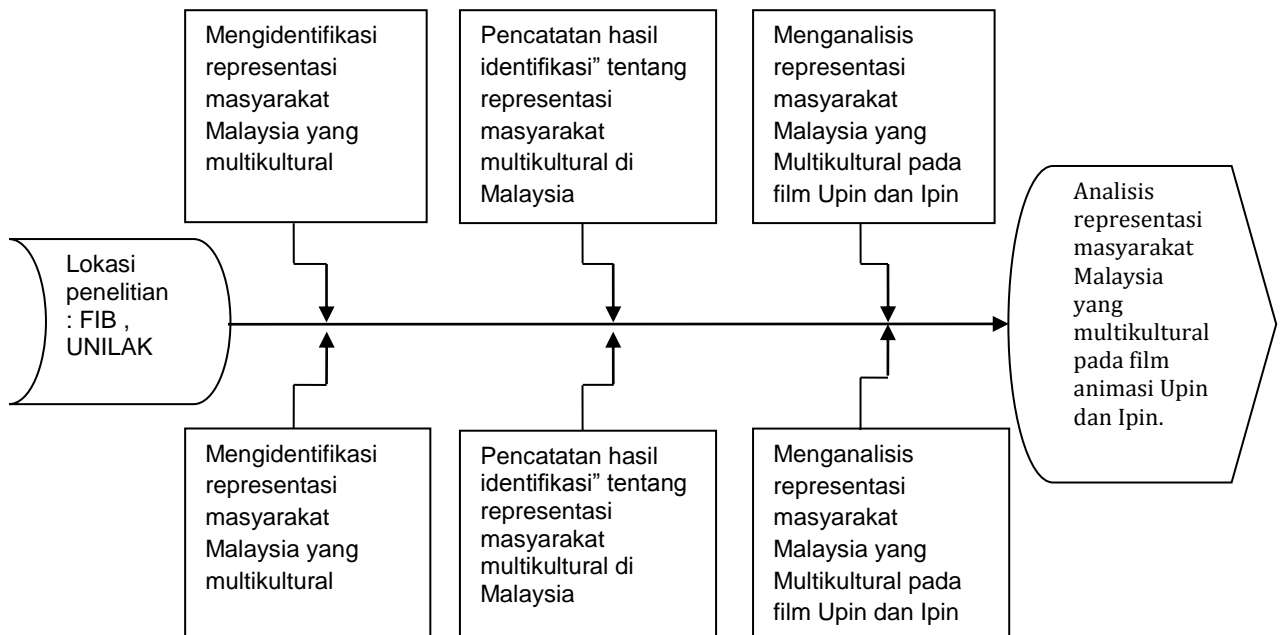 Mengidentifikasi
representasi
masyarakat
Malaysia yang
multikultural
Pencatatan hasil
identifikasi” tentang
representasi
masyarakat
multikultural di
Malaysia
Menganalisis
representasi
masyarakat
Malaysia yang
Multikultural pada
film Upin dan Ipin
Lokasi
penelitian
: FIB ,
UNILAK
Analisis
representasi
masyarakat
Malaysia
yang
multikultural
pada film
animasi Upin
dan Ipin.
Mengidentifikasi
representasi
masyarakat
Malaysia yang
multikultural
Pencatatan hasil
identifikasi” tentang
representasi
masyarakat
multikultural di
Malaysia
Menganalisis
representasi
masyarakat
Malaysia yang
Multikultural pada
film Upin dan Ipin